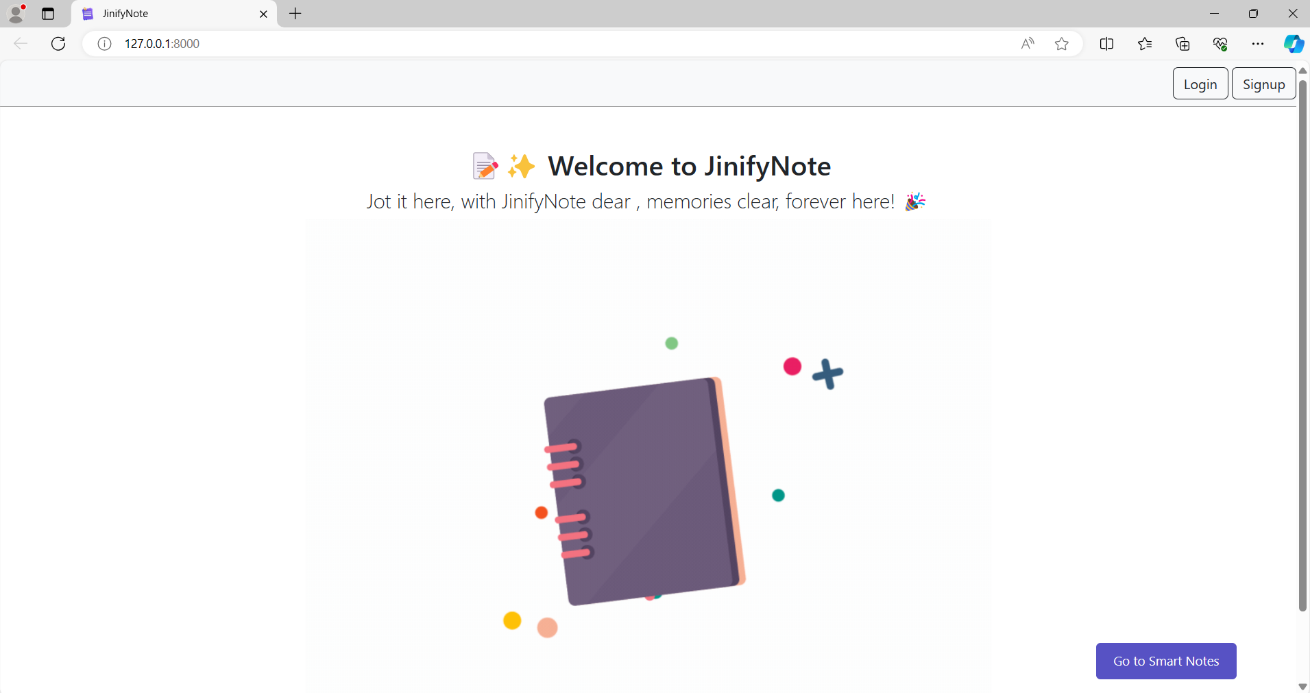 JinifyNote
127.0.0.1:8000
Login
Signup
📝✨ Welcome to JinifyNote
Jot it here, with JinifyNote dear , memories clear, forever here! 🎉
Go to Smart Notes